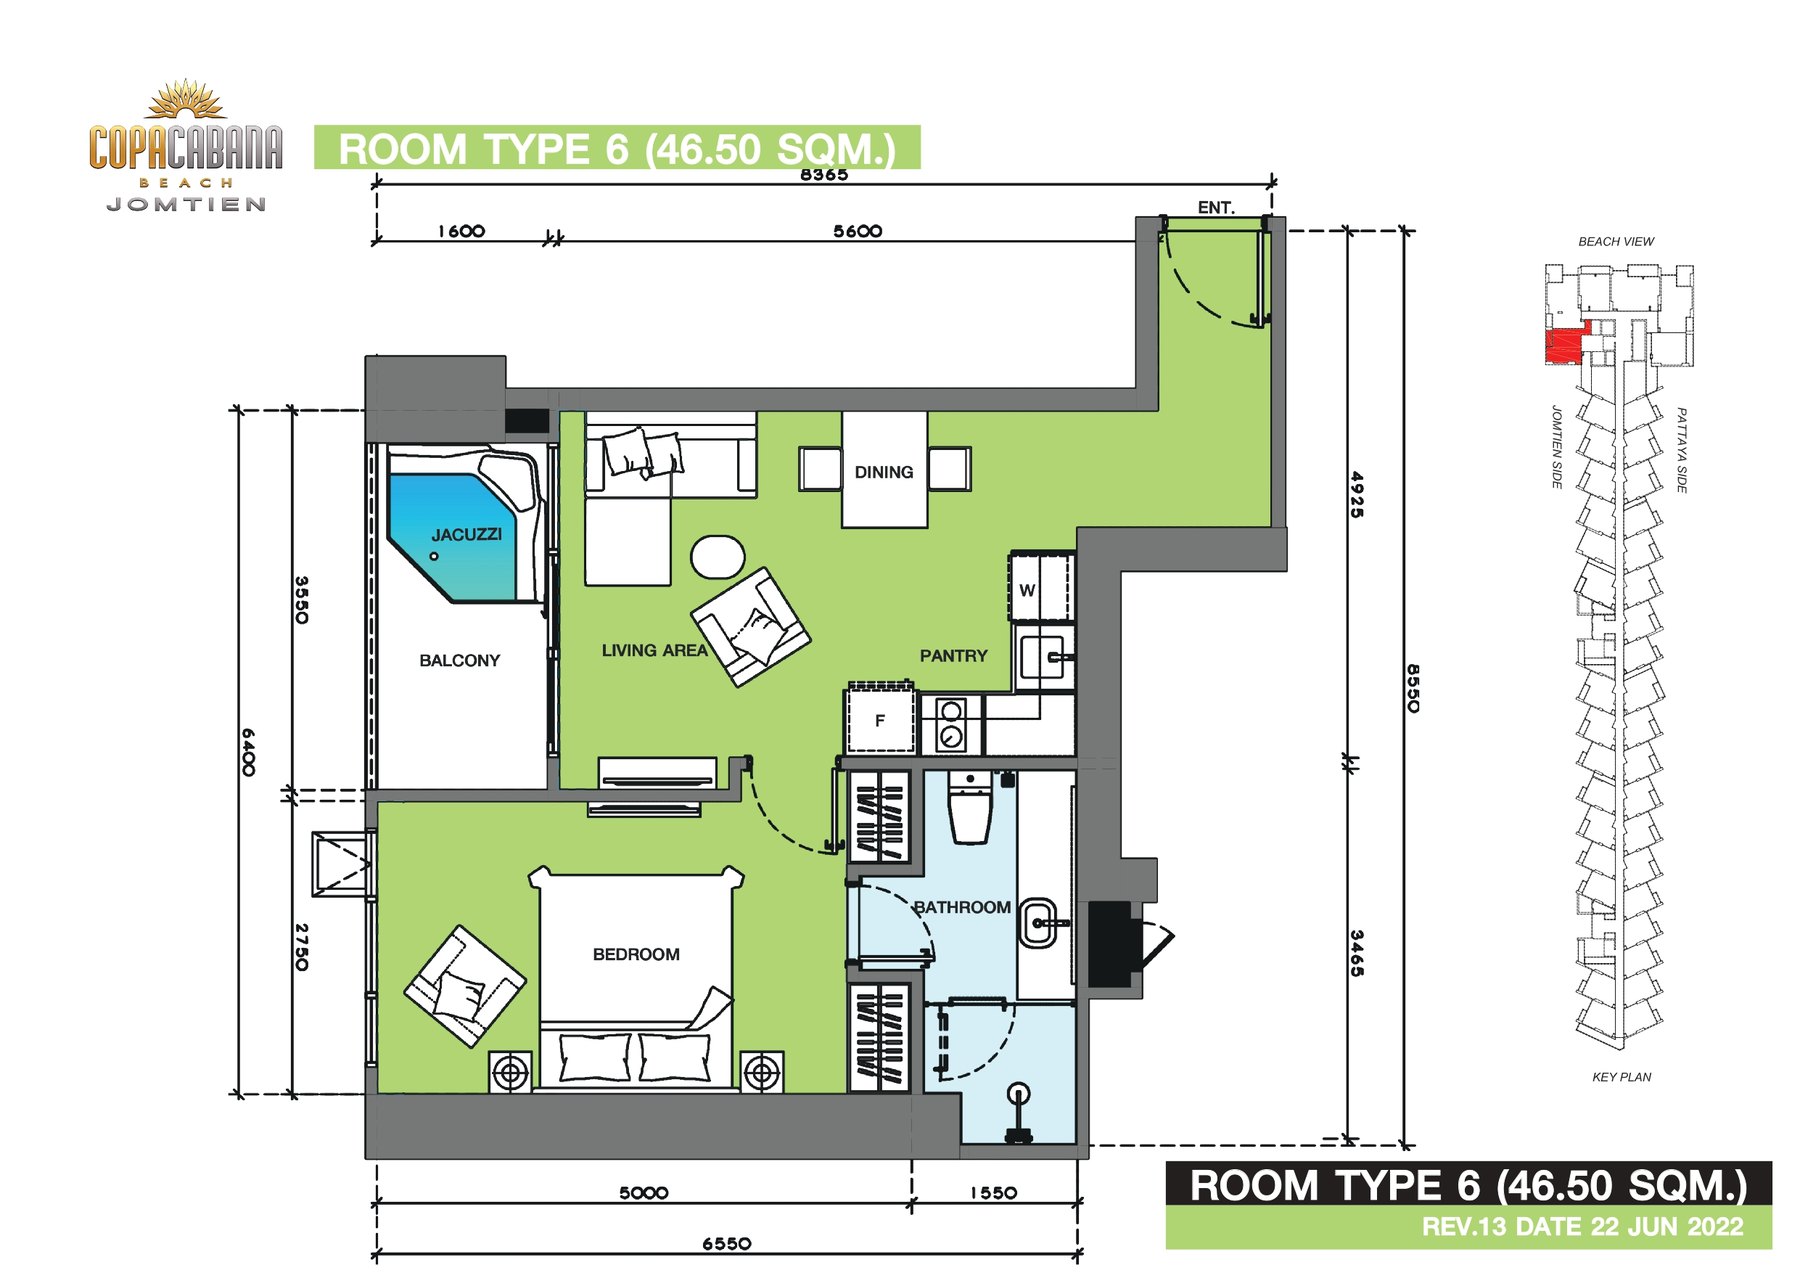 COPACABANA
BEACH
JOMTIEN
ROOM TYPE 6 (46.50 SQM.)
8365
1600
5600
ENT.
BEACH VIEW
JOMTIEN SIDE
PATTAYA SIDE
DINING
JACUZZI
4925
3550
W
LIVING AREA
PANTRY
BALCONY
8550
F
6400
BATHROOM
BEDROOM
2750
3465
KEY PLAN
5000
1550
6550
ROOM TYPE 6 (46.50 SQM.)
REV.13 DATE 22 JUN 2022